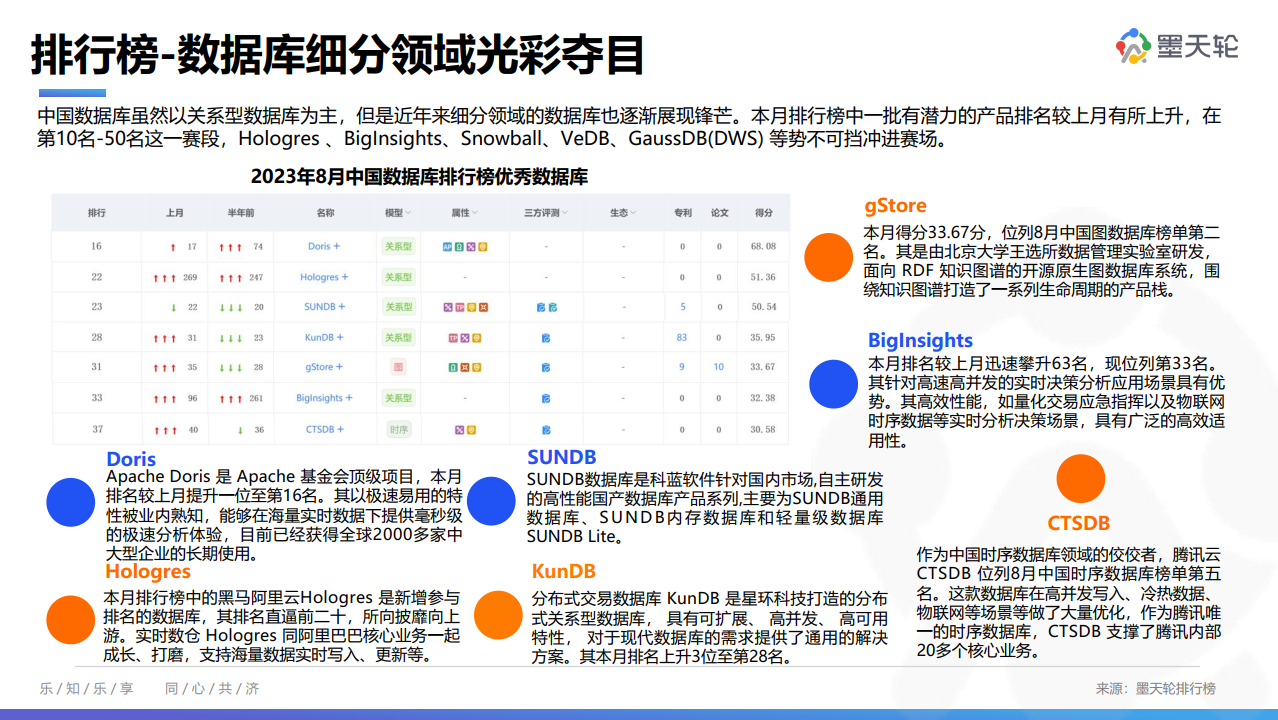 排行榜-数据库细分领域光彩夺目
墨天轮
中国数据库虽然以关系型数据库为主，但是近年来细分领域的数据库也逐渐展现锋芒。本月排行榜中一批有潜力的产品排名较上月有所上升，在
第10名-50名这一赛段，Hologres 、BigInsights、Snowball、VeDB、GaussDB(DWS) 等势不可挡冲进赛场。
2023年8月中国数据库排行榜优秀数据库
排行 上月 半年前 名称 模型 属性 三方评测 生态 专利 论文 得分
16 ↑ 17 ↑↑↑ 74 Doris + 关系型 AP - - 0 0 68.08
22 ↑↑↑ 269 ↑↑↑ 247 Hologres + 关系型 - - - 0 0 51.36
23 ↓ 22 ↓↓↓ 20 SUNDB + 关系型 TP - 5 0 50.54
28 ↑↑↑ 31 ↓↓↓ 23 KunDB + 关系型 TP - 83 0 35.95
31 ↑↑↑ 35 ↓↓↓ 28 gStore + 图 - 9 10 33.67
33 ↑↑↑ 96 ↑↑↑ 261 BigInsights + 关系型 - - 0 0 32.38
37 ↑↑↑ 40 ↓ 36 CTSDB + 时序 - 0 0 30.58
gStore
本月得分33.67分，位列8月中国图数据库榜单第二
名。其是由北京大学王选所数据管理实验室研发，
面向 RDF 知识图谱的开源原生图数据库系统，围
绕知识图谱打造了一系列生命周期的产品栈。
BigInsights
本月排名较上月迅速攀升63名，现位列第33名。
其针对高速高并发的实时决策分析应用场景具有优
势。其高效性能，如量化交易应急指挥以及物联网
时序数据等实时分析决策场景，具有广泛的高效适
用性。
Doris
Apache Doris 是 Apache 基金会顶级项目，本月
排名较上月提升一位至第16名。其以极速易用的特
性被业内熟知，能够在海量实时数据下提供毫秒级
的极速分析体验，目前已经获得全球2000多家中
大型企业的长期使用。
SUNDB
SUNDB数据库是科蓝软件针对国内市场,自主研发
的高性能国产数据库产品系列,主要为SUNDB通用
数据库、SUNDB内存数据库和轻量级数据库
SUNDB Lite。
Hologres
本月排行榜中的黑马阿里云Hologres 是新增参与
排名的数据库，其排名直逼前二十，所向披靡向上
游。实时数仓 Hologres 同阿里巴巴核心业务一起
成长、打磨，支持海量数据实时写入、更新等。
KunDB
分布式交易数据库 KunDB 是星环科技打造的分布
式关系型数据库， 具有可扩展、 高并发、 高可用
特性， 对于现代数据库的需求提供了通用的解决
方案。其本月排名上升3位至第28名。
CTSDB
作为中国时序数据库领域的佼佼者，腾讯云
CTSDB 位列8月中国时序数据库榜单第五
名。这款数据库在高并发写入、冷热数据、
物联网等场景等做了大量优化，作为腾讯唯
一的时序数据库，CTSDB 支撑了腾讯内部
20多个核心业务。
乐 / 知 / 乐 / 享 同 / 心 / 共 / 济
来源：墨天轮排行榜